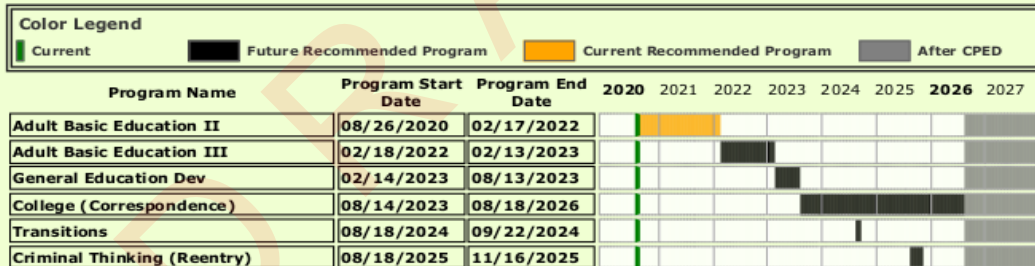 Color Legend
Current Future Recommended Program Current Recommended Program After CPED
Program Name Program Start Date Program End Date 2020 2021 2022 2023 2024 2025 2026 2027
Adult Basic Education II 08/26/2020 02/17/2022
Adult Basic Education III 02/18/2022 02/13/2023
General Education Dev 02/14/2023 08/13/2023
College (Correspondence) 08/14/2023 08/18/2026
Transitions 08/18/2024 09/22/2024
Criminal Thinking (Reentry) 08/18/2025 11/16/2025